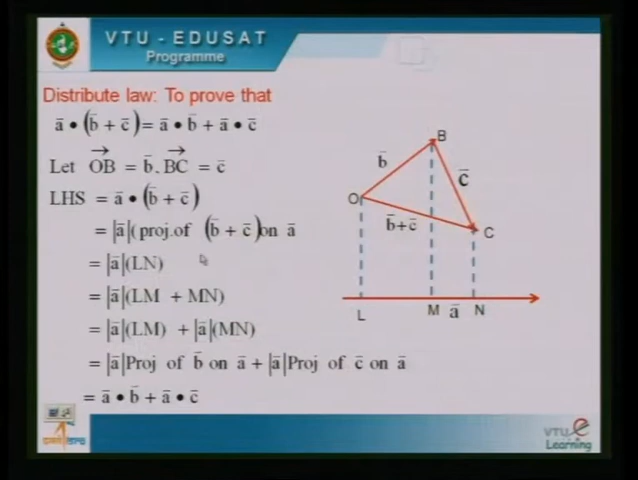 VTU - EDUSAT
Programme
Distribute law: To prove that
a̅ • (b̅ + c̅) = a̅ • b̅ + a̅ • c̅
Let OB⃗ = b̅. BC⃗ = c̅
LHS = a̅ • (b̅ + c̅)
= |a̅|(proj.of (b̅ + c̅)on a̅
= |a̅|(LN)
= |a̅|(LM + MN)
= |a̅|(LM) + |a̅|(MN)
= |a̅|Proj of b̅ on a̅ + |a̅|Proj of c̅ on a̅
= a̅ • b̅ + a̅ • c̅
B
b̅
c̅
O
b̅+c̅
C
L
M
a̅
N
VTU e
Learning